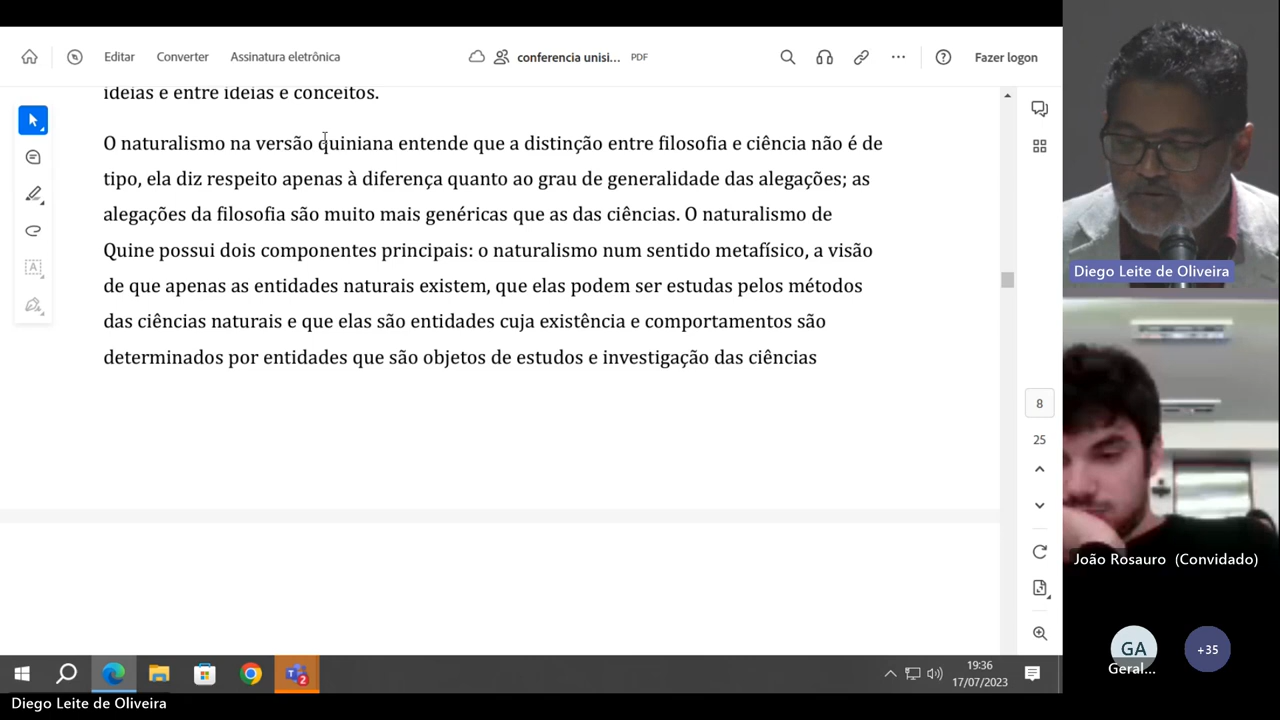 Editar
Converter
Assinatura eletrônica
conferencia unisi...
PDF
Fazer logon
ideias e entre ideias e conceitos.
O naturalismo na versão quiniana entende que a distinção entre filosofia e ciência não é de
tipo, ela diz respeito apenas à diferença quanto ao grau de generalidade das alegações; as
alegações da filosofia são muito mais genéricas que as das ciências. O naturalismo de
Quine possui dois componentes principais: o naturalismo num sentido metafísico, a visão
de que apenas as entidades naturais existem, que elas podem ser estudas pelos métodos
das ciências naturais e que elas são entidades cuja existência e comportamentos são
determinados por entidades que são objetos de estudos e investigação das ciências
8
25
Diego Leite de Oliveira
João Rosauro (Convidado)
GA
Geral...
+35
2
19:36
17/07/2023
Diego Leite de Oliveira